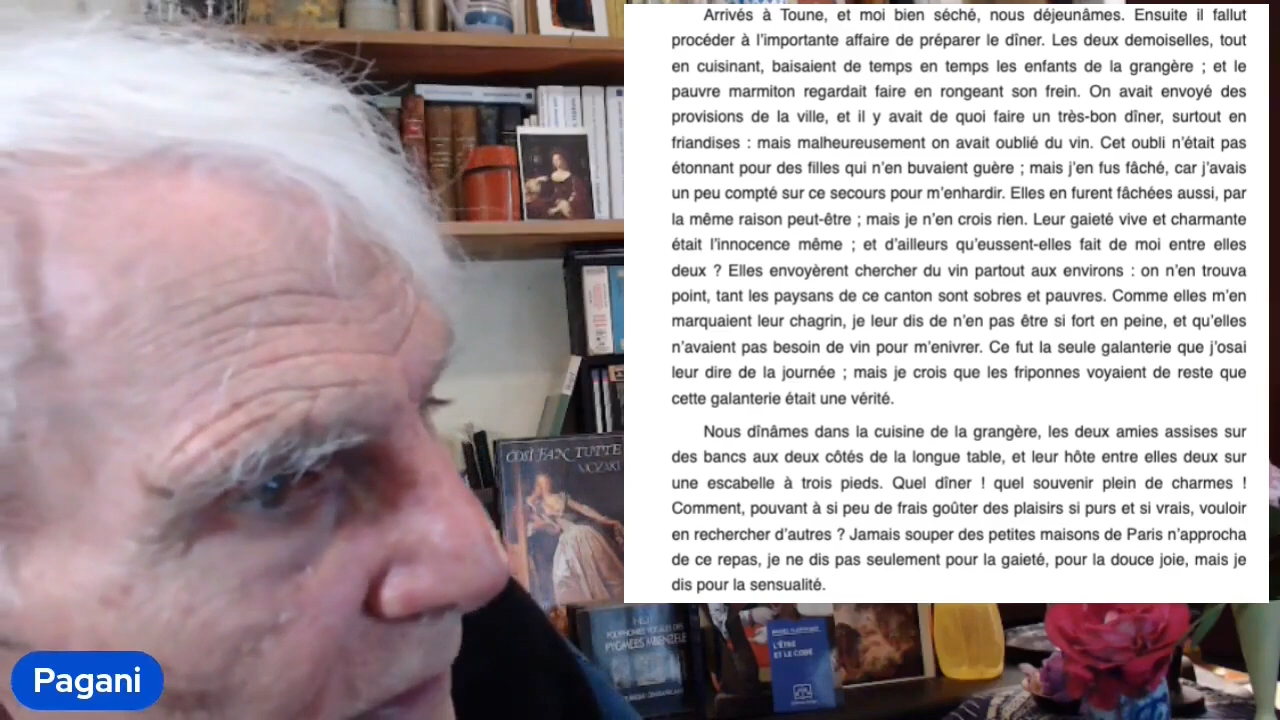 Arrivés à Toune, et moi bien séché, nous déjeunâmes. Ensuite il fallut
procéder à l’importante affaire de préparer le dîner. Les deux demoiselles, tout
en cuisinant, baisaient de temps en temps les enfants de la grangère ; et le
pauvre marmiton regardait faire en rongeant son frein. On avait envoyé des
provisions de la ville, et il y avait de quoi faire un très-bon dîner, surtout en
friandises : mais malheureusement on avait oublié du vin. Cet oubli n’était pas
étonnant pour des filles qui n’en buvaient guère ; mais j’en fus fâché, car j’avais
un peu compté sur ce secours pour m’enhardir. Elles en furent fâchées aussi, par
la même raison peut-être ; mais je n’en crois rien. Leur gaieté vive et charmante
était l’innocence même ; et d’ailleurs qu’eussent-elles fait de moi entre elles
deux ? Elles envoyèrent chercher du vin partout aux environs : on n’en trouva
point, tant les paysans de ce canton sont sobres et pauvres. Comme elles m’en
marquaient leur chagrin, je leur dis de n’en pas être si fort en peine, et qu’elles
n’avaient pas besoin de vin pour m’enivrer. Ce fut la seule galanterie que j’osai
leur dire de la journée ; mais je crois que les friponnes voyaient de reste que
cette galanterie était une vérité.
Nous dînâmes dans la cuisine de la grangère, les deux amies assises sur
des bancs aux deux côtés de la longue table, et leur hôte entre elles deux sur
une escabelle à trois pieds. Quel dîner ! quel souvenir plein de charmes !
Comment, pouvant à si peu de frais goûter des plaisirs si purs et si vrais, vouloir
en rechercher d’autres ? Jamais souper des petites maisons de Paris n’approcha
de ce repas, je ne dis pas seulement pour la gaieté, pour la douce joie, mais je
dis pour la sensualité.
COSÌ FAN TUTTE
MOZART
POLYPHONIES VOCALES DES
PYGMÉES MBENZELE
L'ÊTRE
ET LE CODE
Pagani